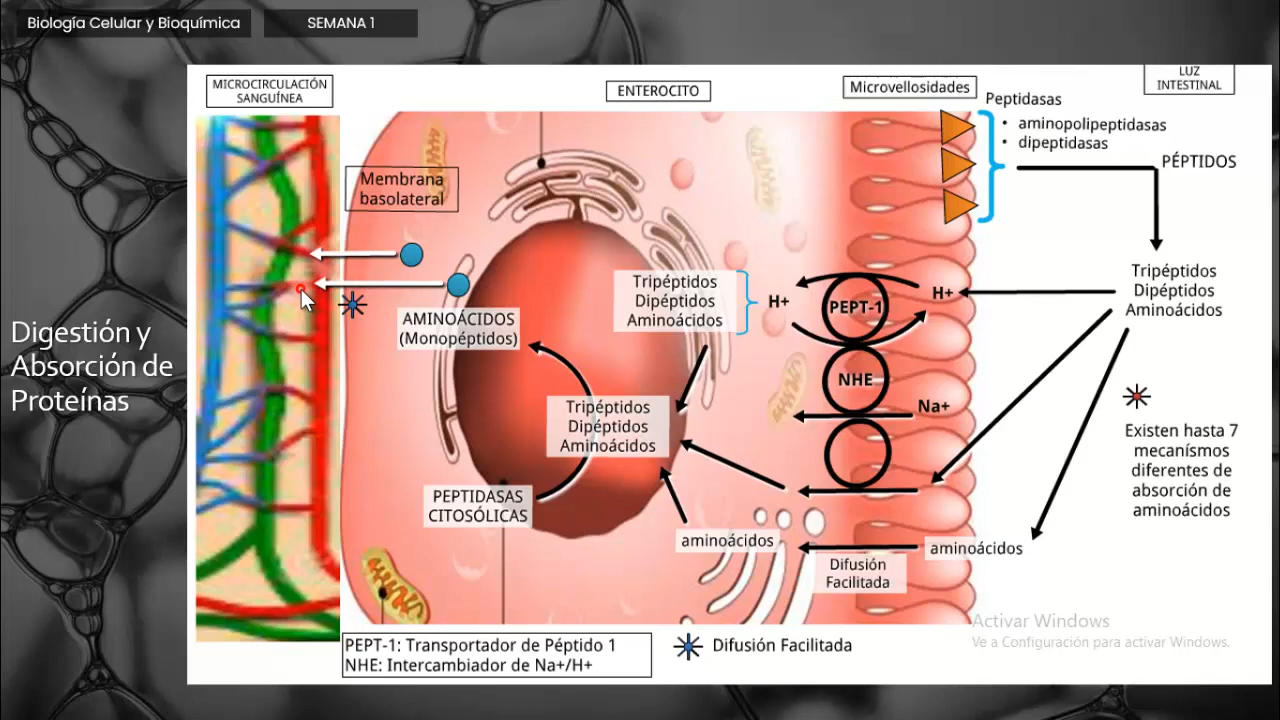 Biología Celular y Bioquímica
SEMANA 1
Digestión y
Absorción de
Proteínas
MICROCIRCULACIÓN
SANGUÍNEA
ENTEROCITO
Microvellosidades
LUZ
INTESTINAL
Peptidasas
• aminopolipeptidasas
• dipeptidasas
PÉPTIDOS
Membrana
basolateral
Tripéptidos
Dipéptidos
Aminoácidos
H+
PEPT-1
H+
Tripéptidos
Dipéptidos
Aminoácidos
AMINOÁCIDOS
(Monopéptidos)
NHE
Na+
Tripéptidos
Dipéptidos
Aminoácidos
Existen hasta 7
mecanísmos
diferentes de
absorción de
aminoácidos
PEPTIDASAS
CITOSÓLICAS
aminoácidos
aminoácidos
Difusión
Facilitada
PEPT-1: Transportador de Péptido 1
NHE: Intercambiador de Na+/H+
Difusión Facilitada
Activar Windows
Ve a Configuración para activar Windows.